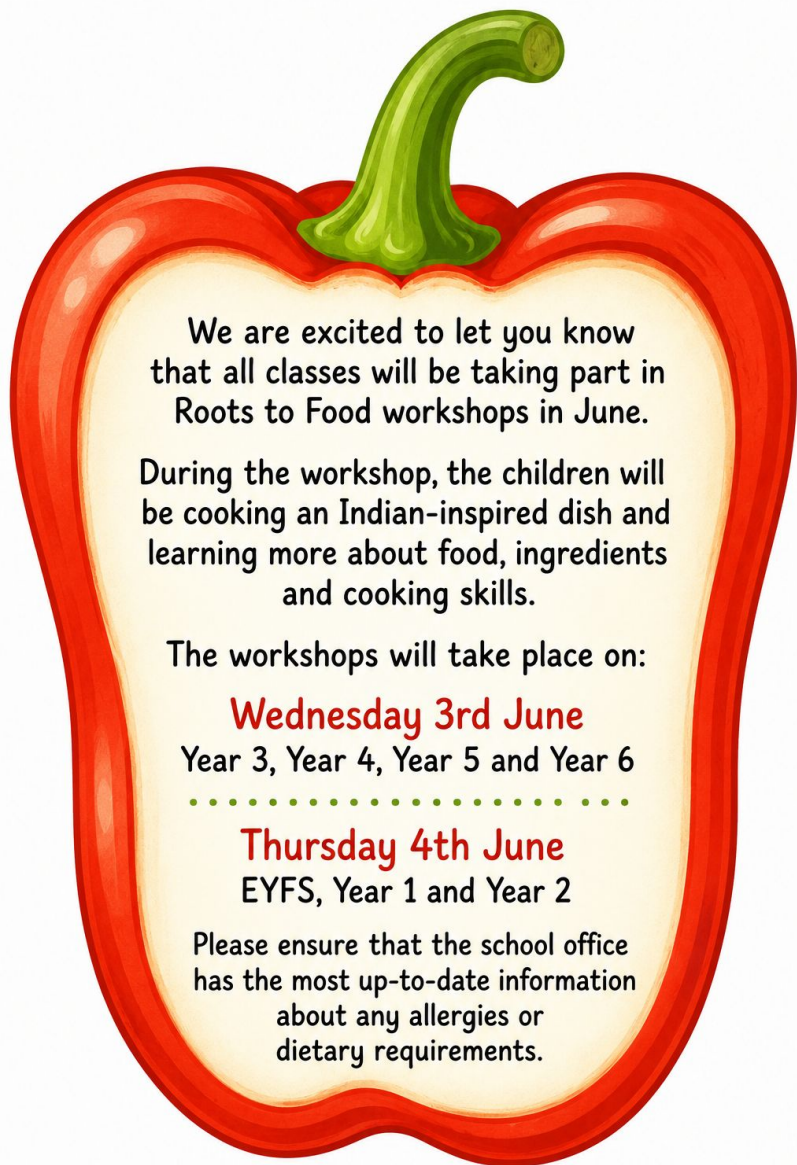 We are excited to let you know
that all classes will be taking part in
Roots to Food workshops in June.
During the workshop, the children will
be cooking an Indian-inspired dish and
learning more about food, ingredients
and cooking skills.
The workshops will take place on:
Wednesday 3rd June
Year 3, Year 4, Year 5 and Year 6
Thursday 4th June
EYFS, Year 1 and Year 2
Please ensure that the school office
has the most up-to-date information
about any allergies or
dietary requirements.